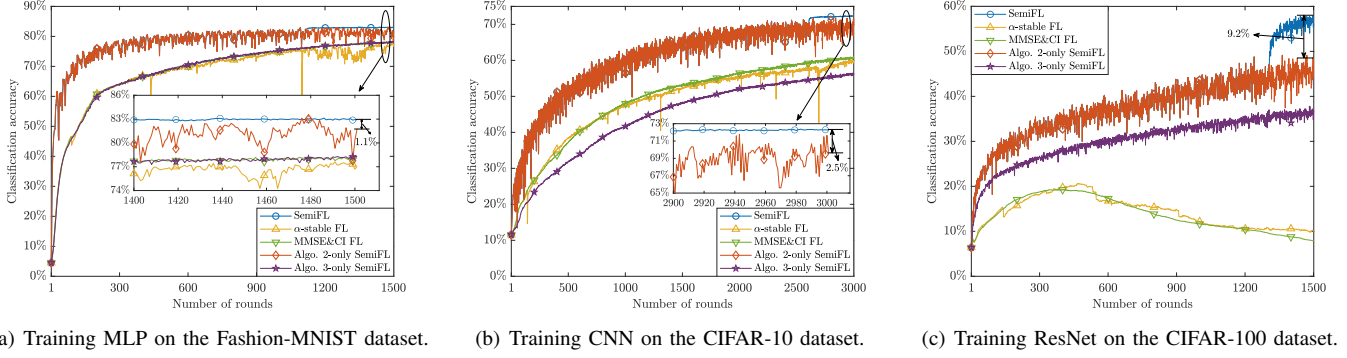 90%
80%
70%
60%
50%
40%
30%
20%
10%
0%
Classification accuracy
86%
83%
80%
77%
74%
1.1%
1400
1420
1440
1460
1480
1500
SemiFL
α-stable FL
MMSE&CI FL
Algo. 2-only SemiFL
Algo. 3-only SemiFL
1
300
600
900
1200
1500
Number of rounds
a) Training MLP on the Fashion-MNIST dataset.
75%
70%
60%
50%
40%
30%
20%
10%
0%
Classification accuracy
73%
71%
69%
67%
65%
2.5%
2900
2920
2940
2960
2980
3000
SemiFL
α-stable FL
MMSE&CI FL
Algo. 2-only SemiFL
Algo. 3-only SemiFL
1
500
1000
1500
2000
2500
3000
Number of rounds
(b) Training CNN on the CIFAR-10 dataset.
60%
50%
40%
30%
20%
10%
0%
Classification accuracy
SemiFL
α-stable FL
MMSE&CI FL
Algo. 2-only SemiFL
Algo. 3-only SemiFL
9.2%
1
300
600
900
1200
1500
Number of rounds
(c) Training ResNet on the CIFAR-100 dataset.